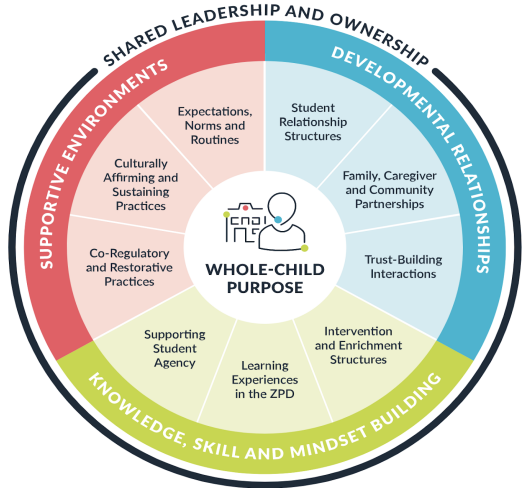 SHARED LEADERSHIP AND OWNERSHIP
SUPPORTIVE ENVIRONMENTS
DEVELOPMENTAL RELATIONSHIPS
Expectations,
Norms and
Routines
Student
Relationship
Structures
Culturally
Affirming and
Sustaining
Practices
Family, Caregiver
and Community
Partnerships
Co-Regulatory
and Restorative
Practices
WHOLE-CHILD
PURPOSE
Trust-Building
Interactions
Supporting
Student
Agency
Learning
Experiences
in the ZPD
Intervention
and Enrichment
Structures
KNOWLEDGE, SKILL AND MINDSET BUILDING